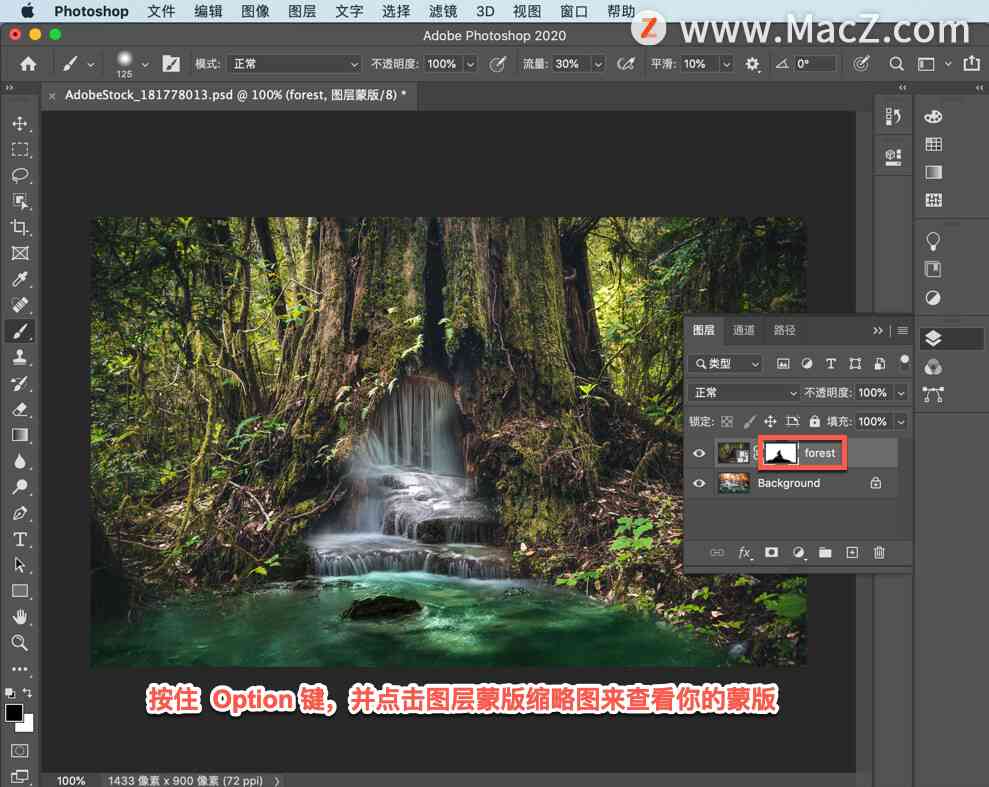 Photoshop 文件 编辑 图像 图层 文字 选择 滤镜 3D 视图 窗口 帮助
Z www.MacZ.com
Adobe Photoshop 2020
125 模式: 正常 不透明度: 100% 流量: 30% 平滑: 10% 0°
AdobeStock_181778013.psd @ 100% (forest, 图层蒙版/8) *
图层 通道 路径
类型
正常 不透明度: 100%
锁定: 填充: 100%
forest
Background
fx
按住 Option 键，并点击图层蒙版缩略图来查看你的蒙版
100% 1433 像素 x 900 像素 (72 ppi)